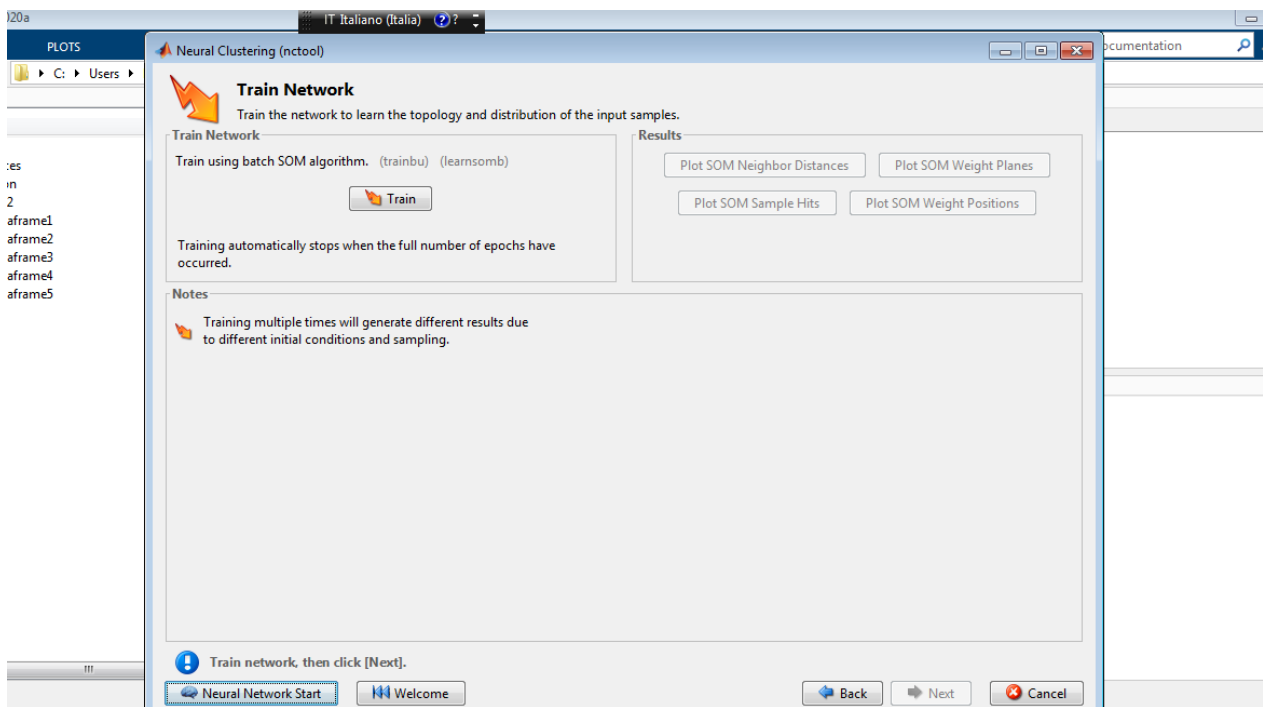 020a
IT Italiano (Italia) ? ?
PLOTS
Neural Clustering (nctool)
ocumentation
C: Users
Train Network
Train the network to learn the topology and distribution of the input samples.
Train Network
Train using batch SOM algorithm. (trainbu) (learnsomb)
Train
Training automatically stops when the full number of epochs have
occurred.
Results
Plot SOM Neighbor Distances Plot SOM Weight Planes
Plot SOM Sample Hits Plot SOM Weight Positions
ces
on
2
aframe1
aframe2
aframe3
aframe4
aframe5
Notes
Training multiple times will generate different results due
to different initial conditions and sampling.
Train network, then click [Next].
Neural Network Start Welcome Back Next Cancel